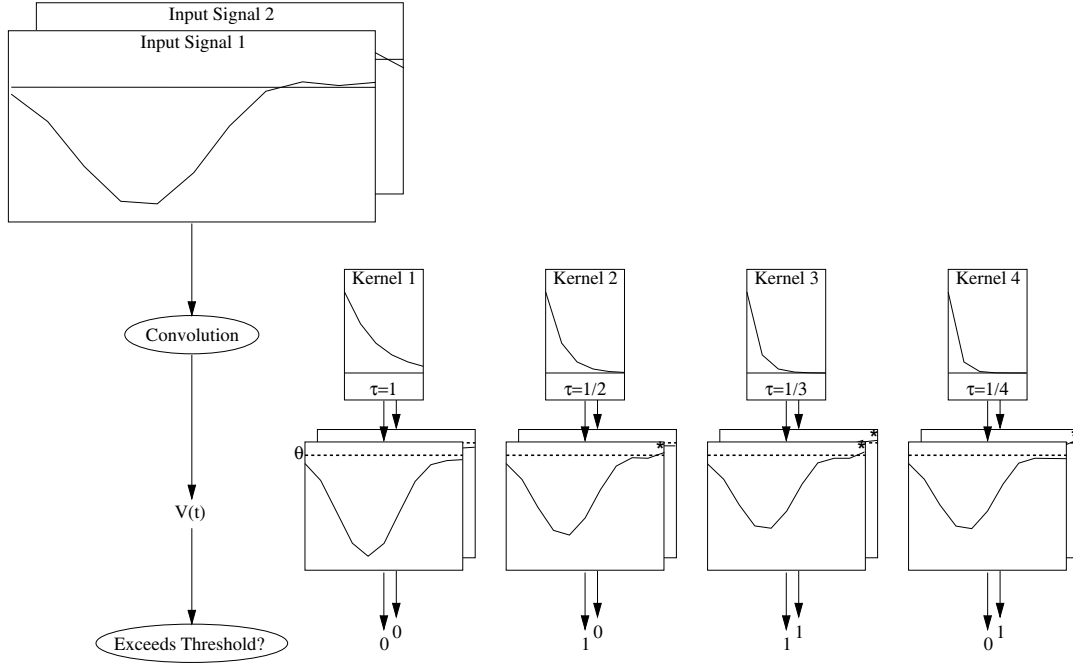 Input Signal 2
Input Signal 1
Kernel 1
Kernel 2
Kernel 3
Kernel 4
Convolution
τ=1
τ=1/2
τ=1/3
τ=1/4
*
*
*
*
θ
V(t)
0
0
1
0
1
1
0
1
Exceeds Threshold?